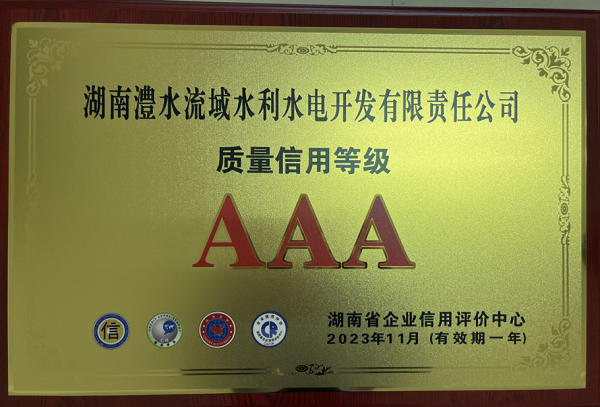 湖南澧水流域水利水电开发有限责任公司
质量信用等级
AAA
信
湖南省企业信用评价中心
2023年11月(有效期一年)